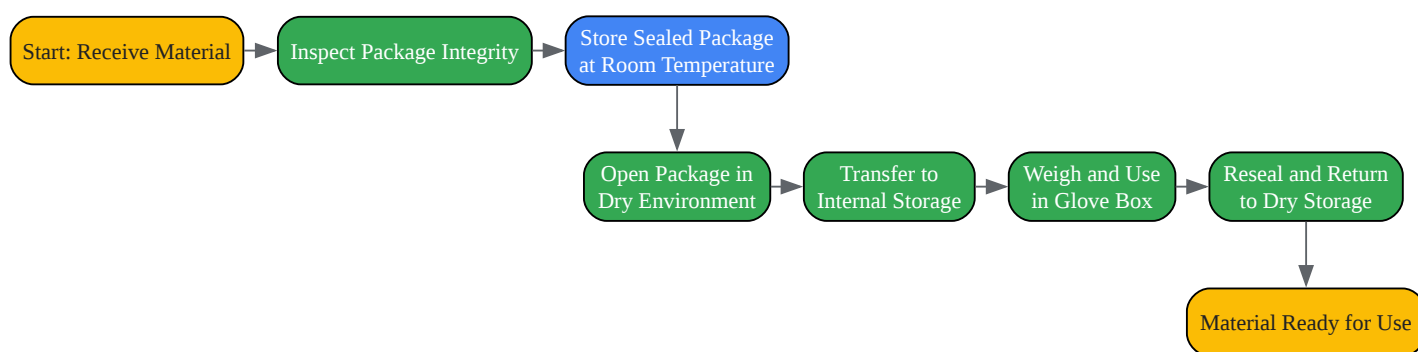 Start: Receive Material
Inspect Package Integrity
Store Sealed Package
at Room Temperature
Open Package in
Dry Environment
Transfer to
Internal Storage
Weigh and Use
in Glove Box
Reseal and Return
to Dry Storage
Material Ready for Use